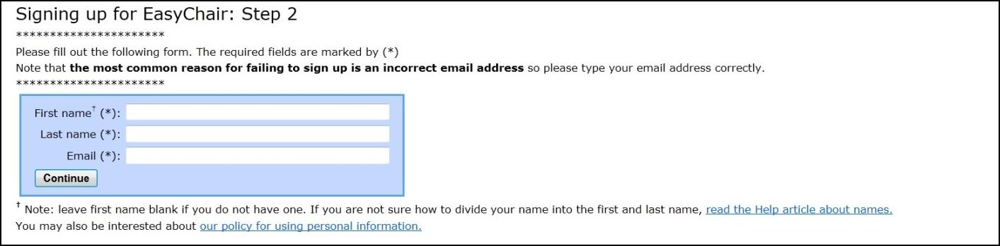 Signing up for EasyChair: Step 2
**********************
Please fill out the following form. The required fields are marked by (*)
Note that the most common reason for failing to sign up is an incorrect email address so please type your email address correctly.
**********************
First name† (*):
Last name (*):
Email (*):
Continue
† Note: leave first name blank if you do not have one. If you are not sure how to divide your name into the first and last name, read the Help article about names.
You may also be interested about our policy for using personal information.